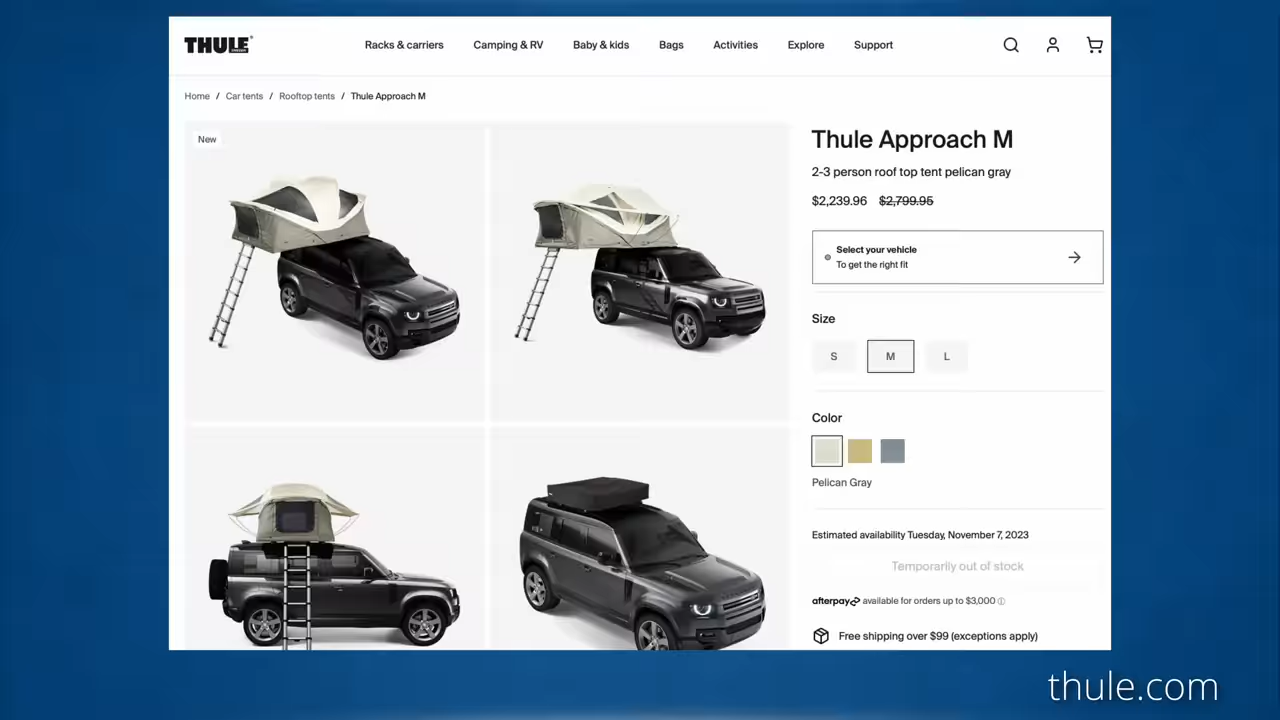 THULE
SWEDEN
Racks & carriers
Camping & RV
Baby & kids
Bags
Activities
Explore
Support
Home / Car tents / Rooftop tents / Thule Approach M
New
Thule Approach M
2-3 person roof top tent pelican gray
$2,239.96 $2,799.95
Select your vehicle
To get the right fit
Size
S
M
L
Color
Pelican Gray
Estimated availability Tuesday, November 7, 2023
Temporarily out of stock
afterpay available for orders up to $3,000
Free shipping over $99 (exceptions apply)
thule.com